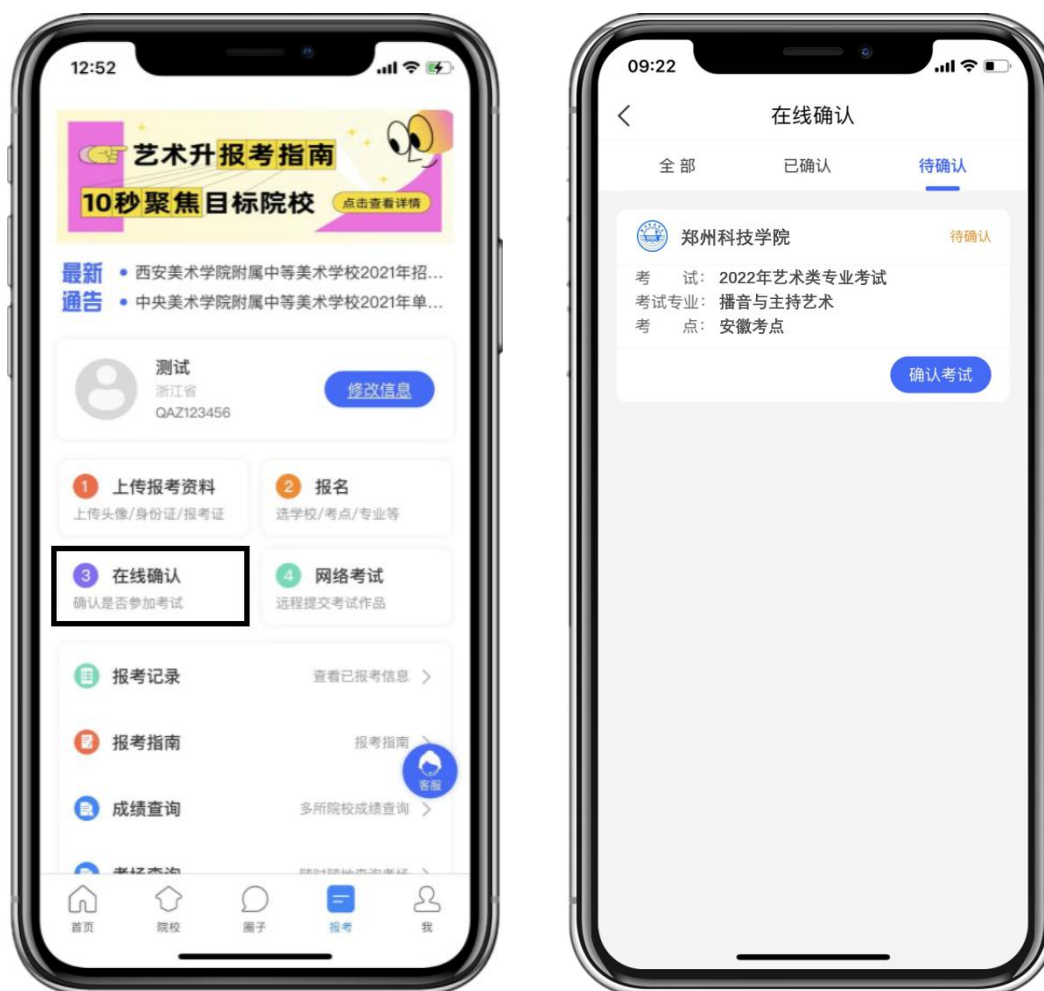 12:52
艺术升报考指南
10秒聚焦目标院校 点击查看详情
最新 • 西安美术学院附属中等美术学校2021年招...
通告 • 中央美术学院附属中等美术学校2021年单...
测试
浙江省
QAZ123456
修改信息
1 上传报考资料
上传头像/身份证/报考证
2 报名
选学校/考点/专业等
3 在线确认
确认是否参加考试
4 网络考试
远程提交考试作品
报考记录 查看已报考信息
报考指南 报考指南
客服
成绩查询 多所院校成绩查询
考场查询 随时随地查询考场
首页 院校 圈子 报考 我
09:22
在线确认
全部 已确认 待确认
郑州科技学院 待确认
考 试: 2022年艺术类专业考试
考试专业: 播音与主持艺术
考 点: 安徽考点
确认考试